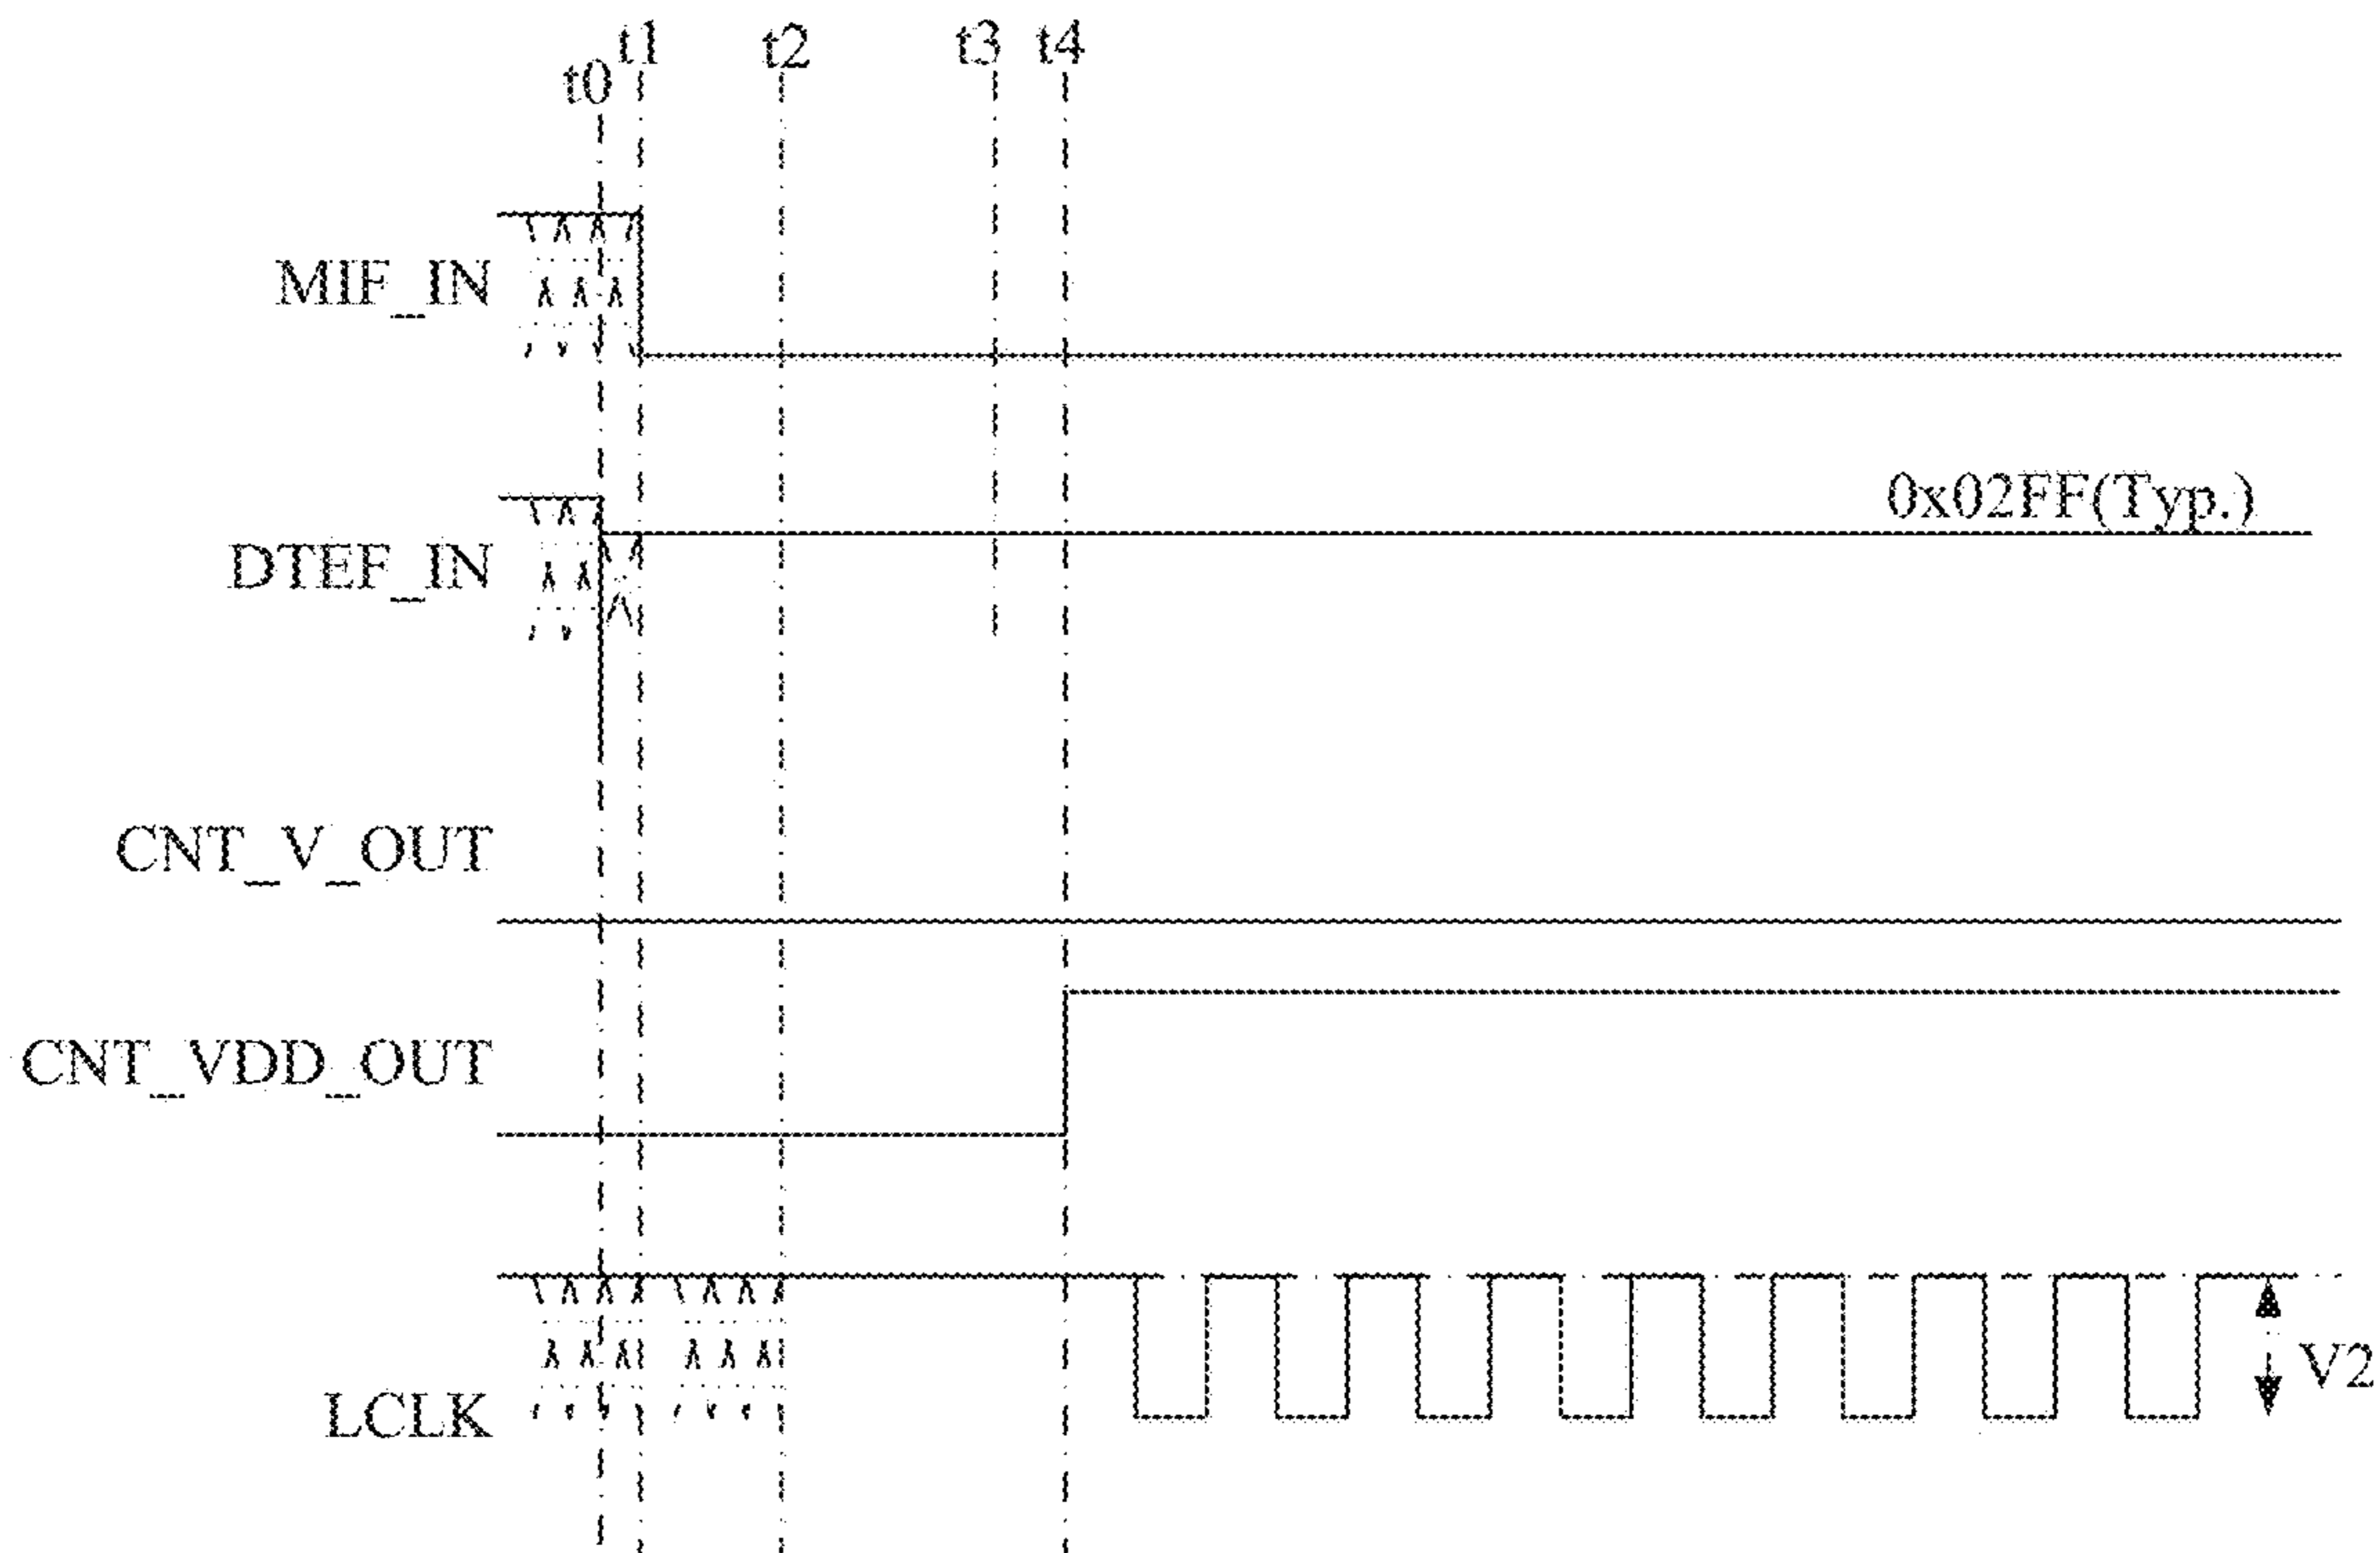 t0
t1
t2
t3
t4
MIF_IN
0x02FF(Typ.)
DTEF_IN
CNT_V_OUT
CNT_VDD_OUT
V2
LCLK